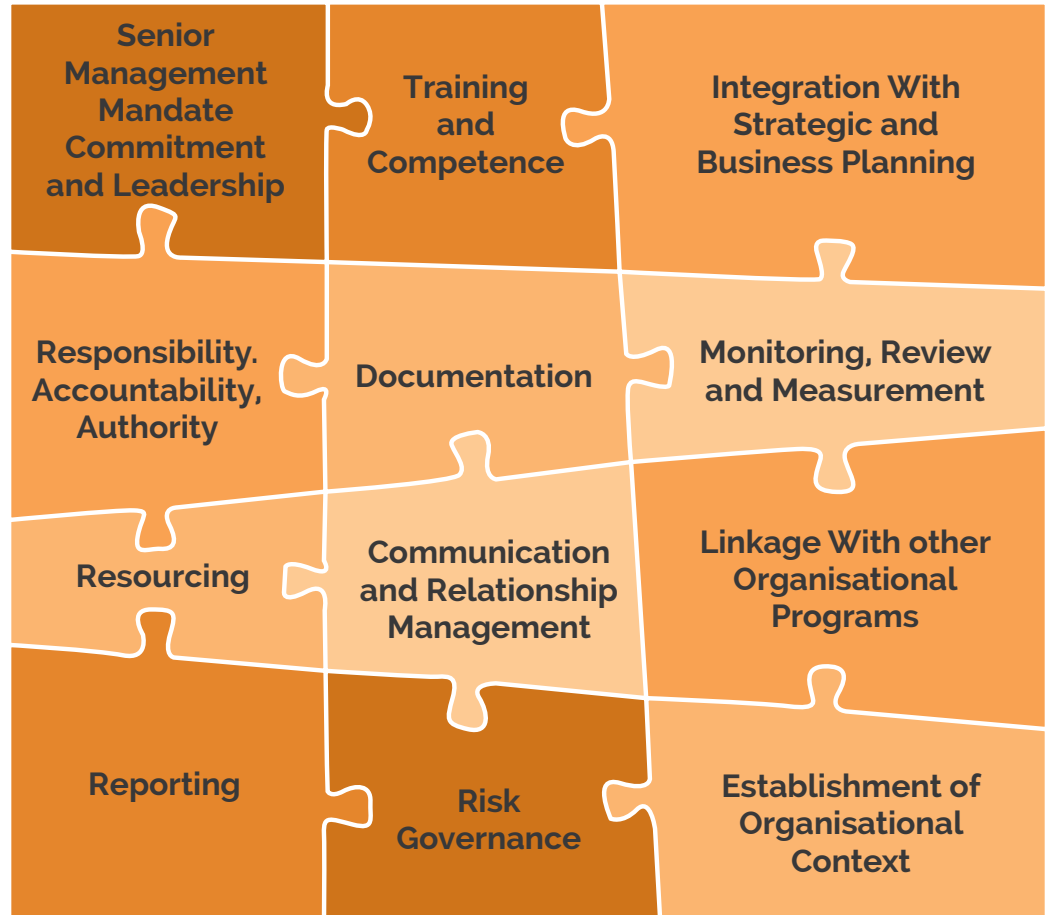 Senior
Management
Mandate
Commitment
and Leadership
Training
and
Competence
Integration With
Strategic and
Business Planning
Responsibility.
Accountability,
Authority
Documentation
Monitoring, Review
and Measurement
Resourcing
Communication
and Relationship
Management
Linkage With other
Organisational
Programs
Reporting
Risk
Governance
Establishment of
Organisational
Context